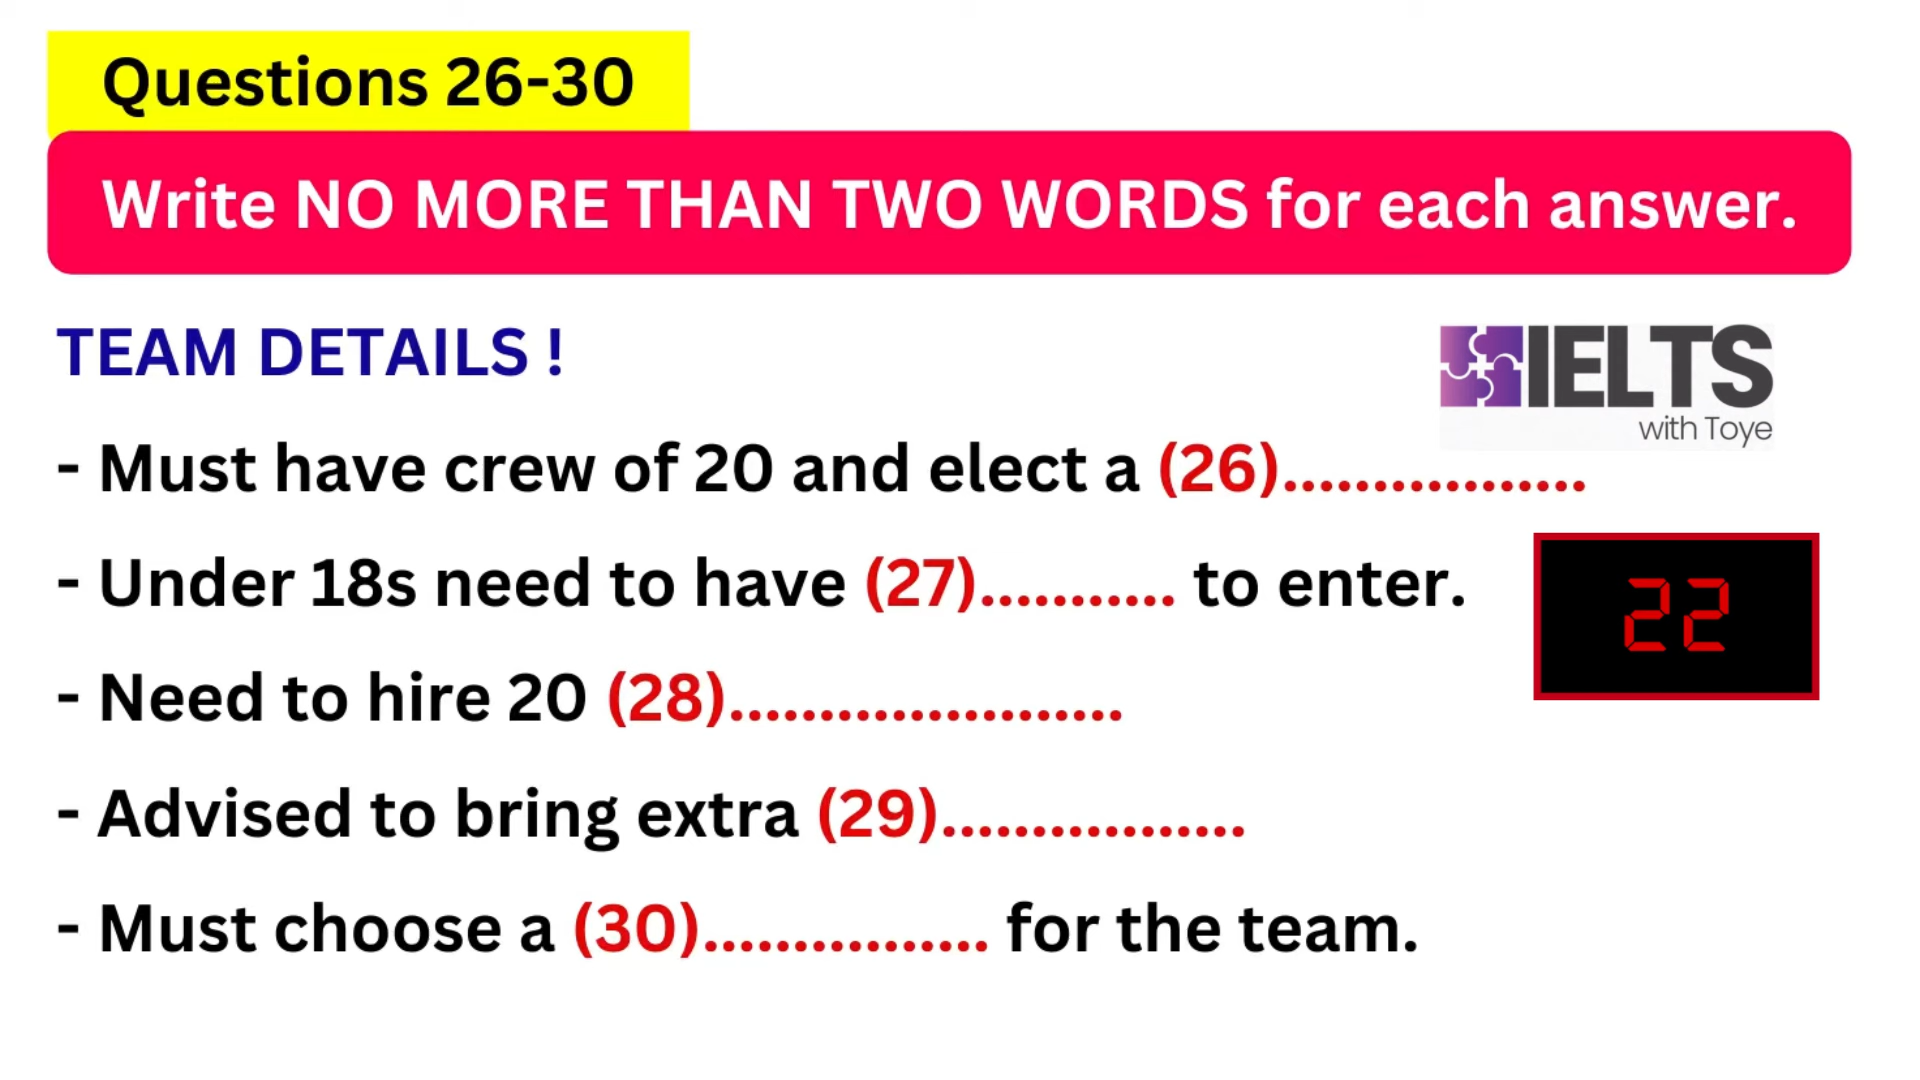 Questions 26-30
Write NO MORE THAN TWO WORDS for each answer.
TEAM DETAILS !
IELTS
with Toye
- Must have crew of 20 and elect a (26).................
- Under 18s need to have (27)........... to enter.
22
- Need to hire 20 (28)......................
- Advised to bring extra (29).................
- Must choose a (30)................ for the team.